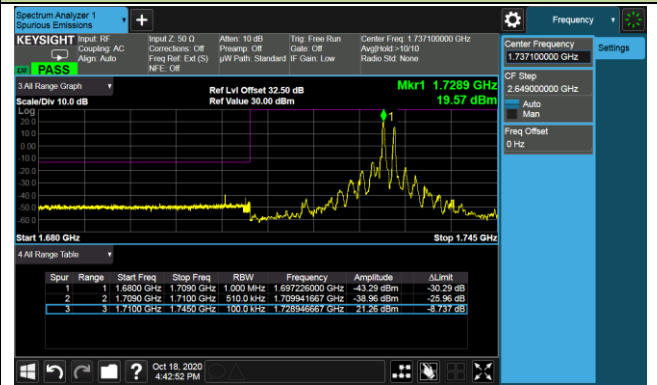 Spectrum Analyzer 1
Spurious Emissions
Frequency
KEYSIGHT
Input: RF
Coupling: AC
Align: Auto
Input Z: 50 Ω
Corrections: Off
Freq Ref: Ext (S)
NFE: Off
Atten: 10 dB
Preamp: Off
µW Path: Standard
Trig: Free Run
Gate: Off
IF Gain: Low
Center Freq: 1.737100000 GHz
Avg|Hold:>10/10
Radio Std: None
PASS
Center Frequency
1.737100000 GHz
Settings
CF Step
2.649000000 GHz
Auto
Man
Freq Offset
0 Hz
3 All Range Graph
Ref Lvl Offset 32.50 dB
Mkr1 1.7289 GHz
Scale/Div 10.0 dB
Ref Value 30.00 dBm
19.57 dBm
Log
20.0
10.0
0.00
-10.0
-20.0
-30.0
-40.0
-50.0
-60.0
1
Start 1.680 GHz
Stop 1.745 GHz
4 All Range Table
Spur Range Start Freq Stop Freq RBW Frequency Amplitude ΔLimit
1 1 1.6800 GHz 1.7090 GHz 1.000 MHz 1.697226000 GHz -43.29 dBm -30.29 dB
2 2 1.7090 GHz 1.7100 GHz 510.0 kHz 1.709941667 GHz -38.96 dBm -25.96 dB
3 3 1.7100 GHz 1.7450 GHz 100.0 kHz 1.728946667 GHz 21.26 dBm -8.737 dB
?
Oct 18, 2020
4:42:52 PM